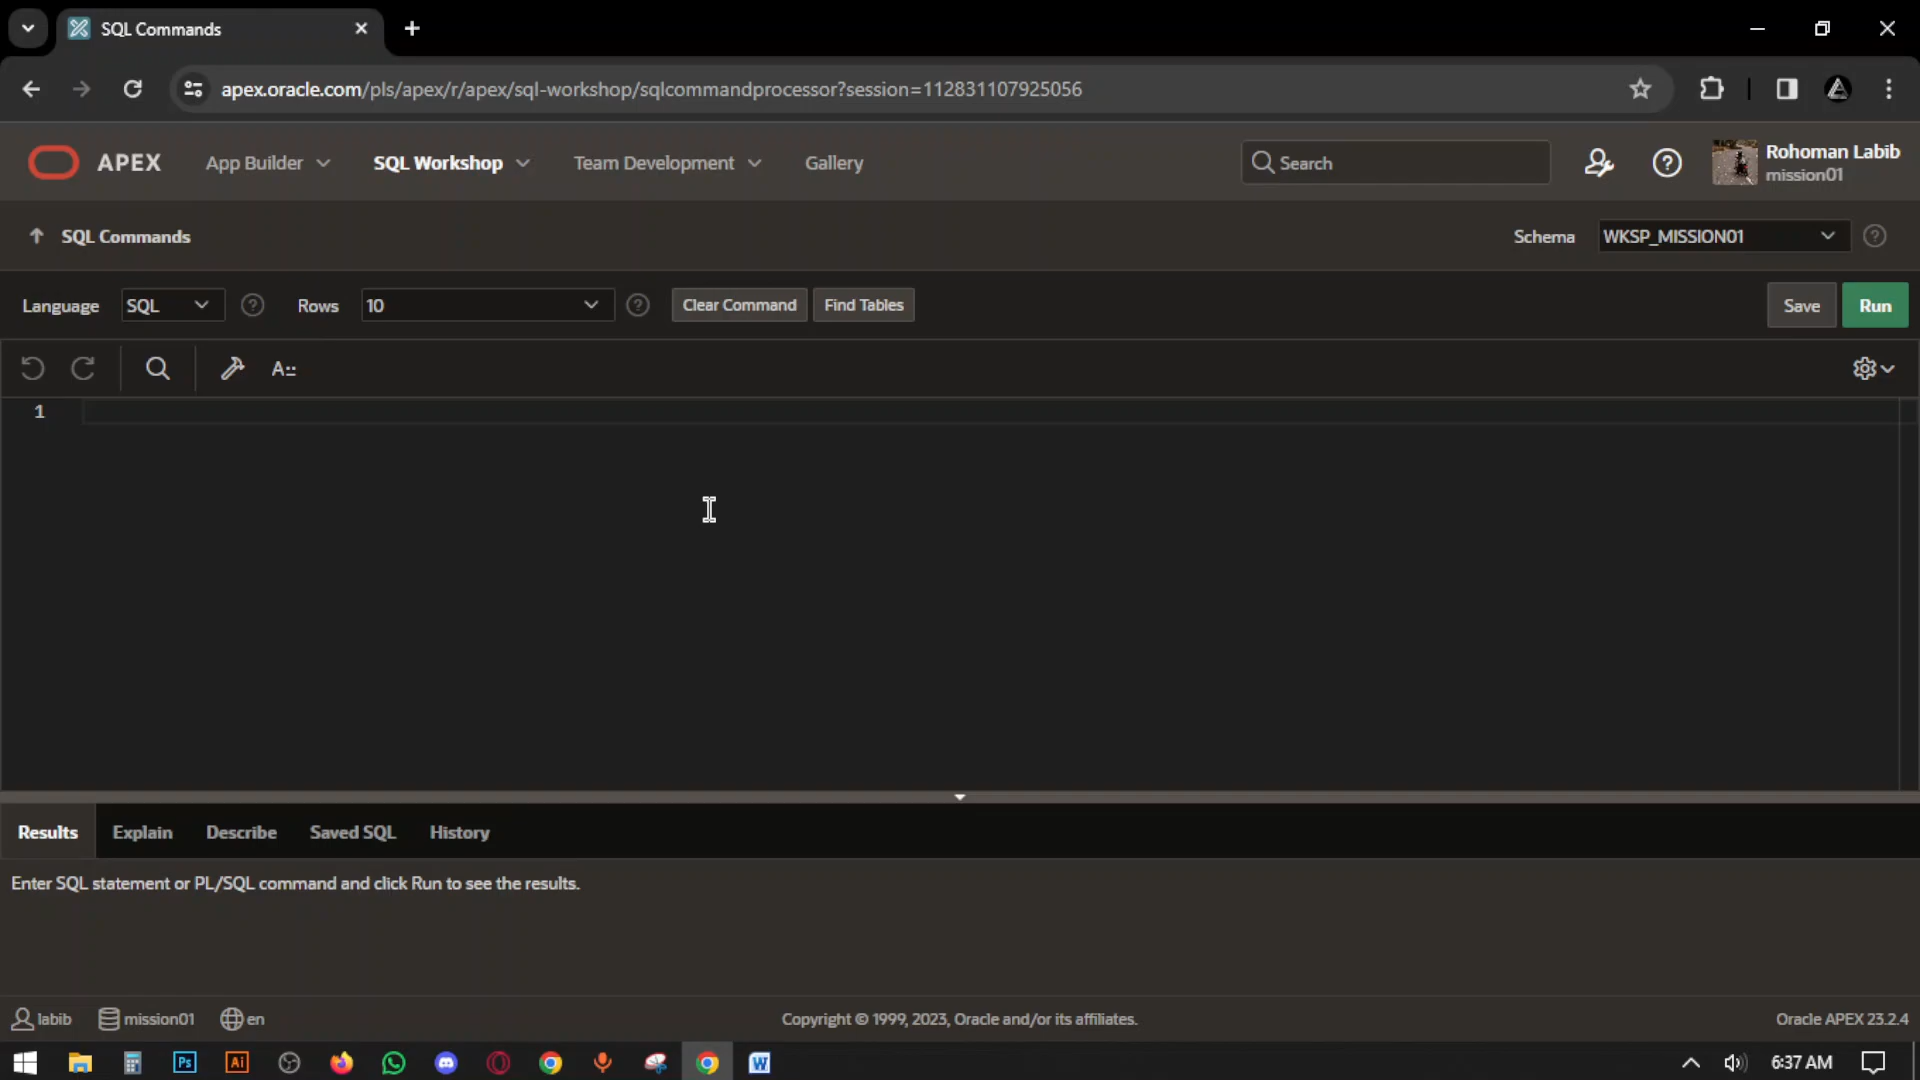 SQL Commands
apex.oracle.com/pls/apex/r/apex/sql-workshop/sqlcommandprocessor?session=112831107925056
APEX App Builder SQL Workshop Team Development Gallery Search Rohoman Labib
mission01
SQL Commands Schema WKSP_MISSION01
Language SQL Rows 10 Clear Command Find Tables Save Run
A::
1
Results Explain Describe Saved SQL History
Enter SQL statement or PL/SQL command and click Run to see the results.
labib mission01 en Copyright © 1999, 2023, Oracle and/or its affiliates. Oracle APEX 23.2.4
Ps Ai W 6:37 AM